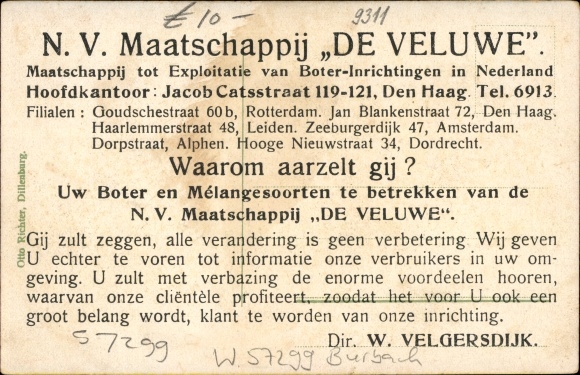 £ 10 -
9311
N. V. Maatschappij „DE VELUWE".
Maatschappij tot Exploitatie van Boter-Inrichtingen in Nederland
Hoofdkantoor: Jacob Catsstraat 119-121, Den Haag. Tel. 6913.
Filialen: Goudschestraat 60b, Rotterdam. Jan Blankenstraat 72, Den Haag.
Haarlemmerstraat 48, Leiden. Zeeburgerdijk 47, Amsterdam.
Dorpstraat, Alphen. Hooge Nieuwstraat 34, Dordrecht.
Waarom aarzelt gij?
Uw Boter en Mélangesoorten te betrekken van de
N. V. Maatschappij „DE VELUWE“.
Gij zult zeggen, alle verandering is geen verbetering Wij geven
U echter te voren tot informatie onze verbruikers in uw om-
geving. U zult met verbazing de enorme voordeelen hooren,
waarvan onze cliëntèle profiteert, zoodat het voor U ook een
groot belang wordt, klant te worden van onze inrichting.
Dir. W. VELGERSDIJK.
57299
W. 57299 Burbach
Otto Richter, Dillenburg.